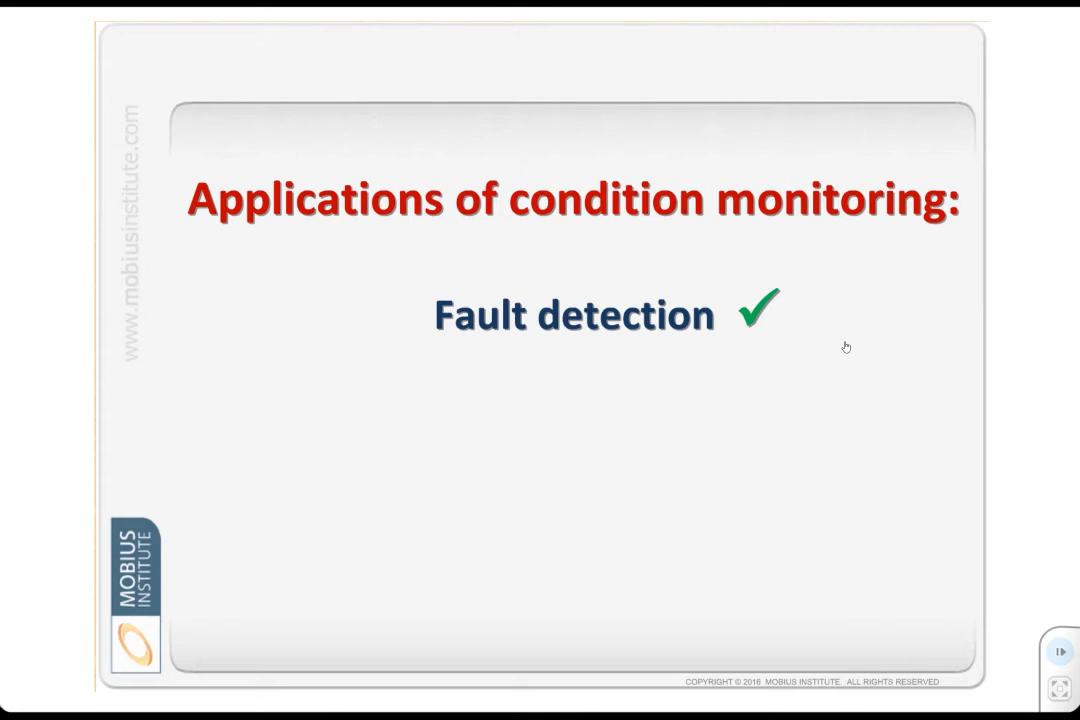 www.mobiusinstitute.com
Applications of condition monitoring:
Fault detection
MOBIUS
INSTITUTE
COPYRIGHT © 2016 MOBIUS INSTITUTE. ALL RIGHTS RESERVED